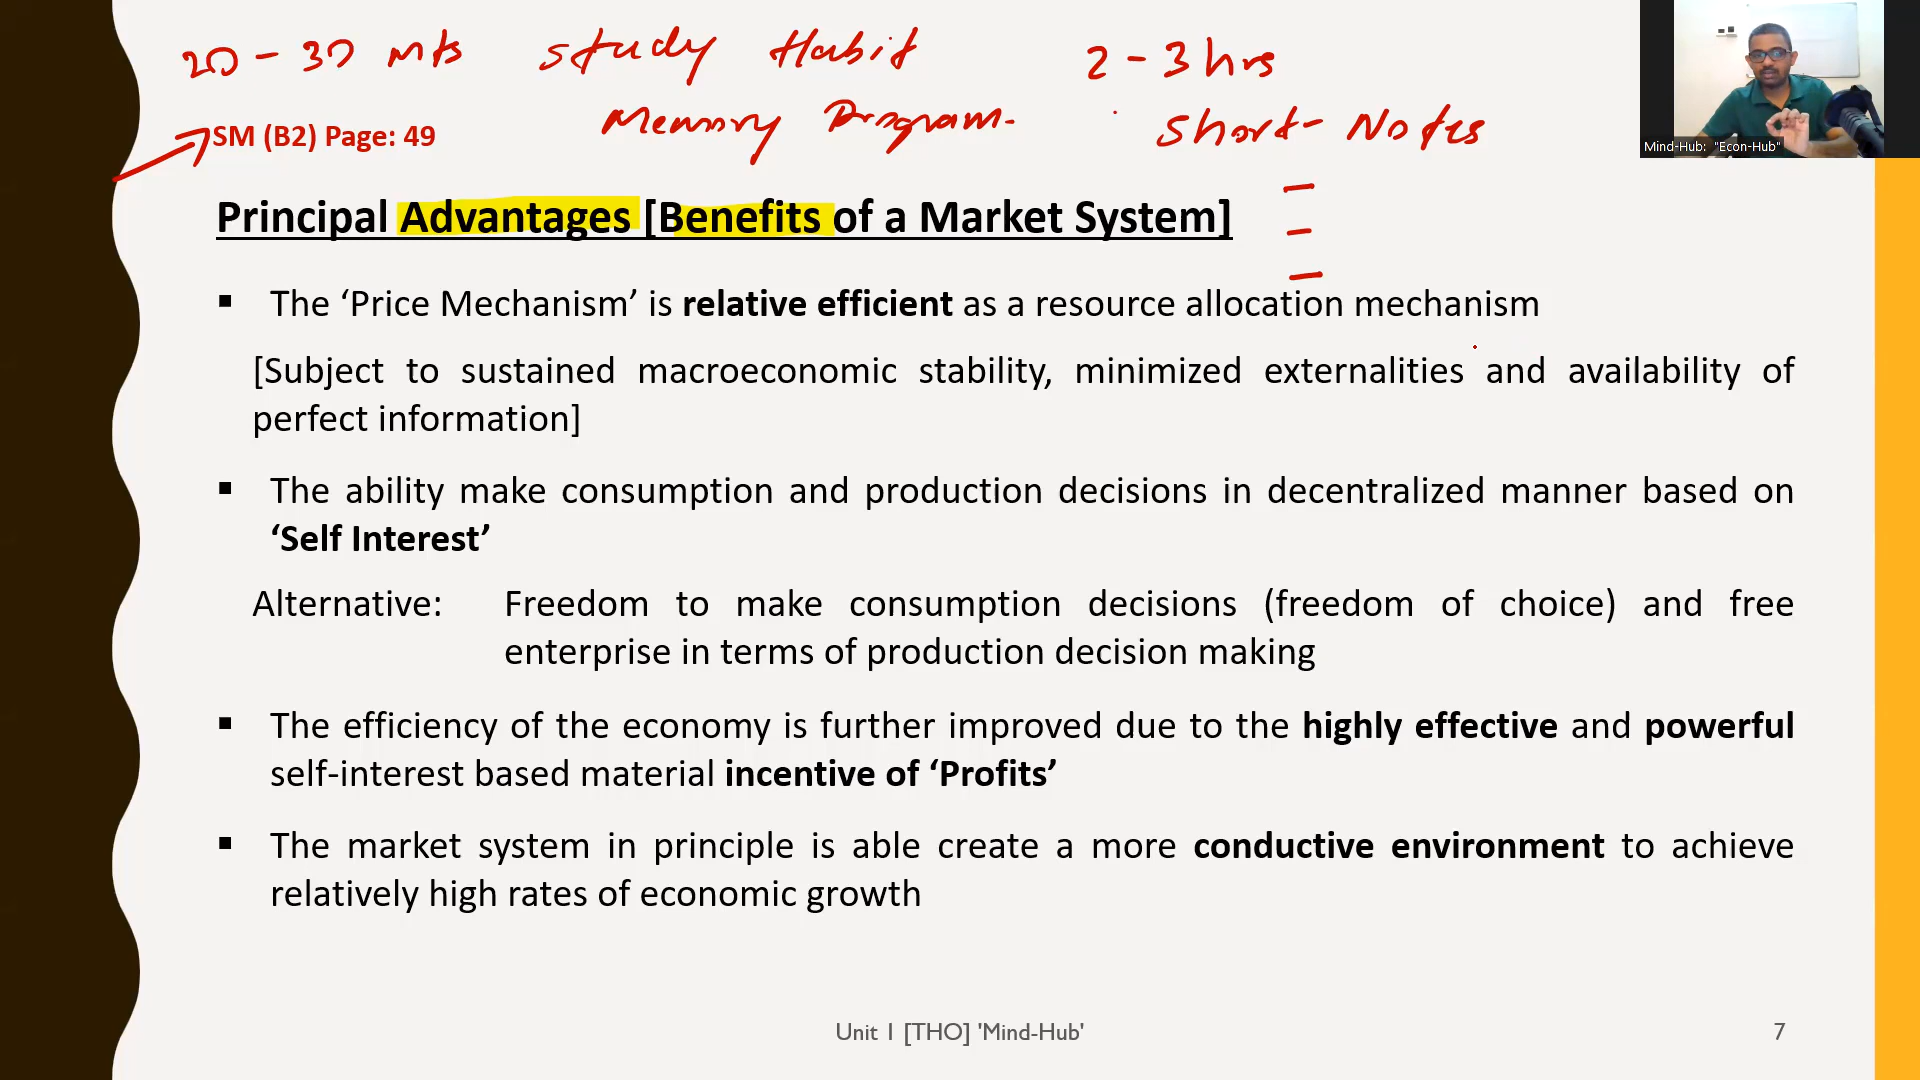 20 - 30 mts study Habit 2 - 3 hrs
Memory Program. short- Notes
SM (B2) Page: 49
Mind-Hub: "Econ-Hub"
Principal Advantages [Benefits of a Market System]
▪ The ‘Price Mechanism’ is relative efficient as a resource allocation mechanism
[Subject to sustained macroeconomic stability, minimized externalities and availability of
perfect information]
▪ The ability make consumption and production decisions in decentralized manner based on
‘Self Interest’
Alternative: Freedom to make consumption decisions (freedom of choice) and free
enterprise in terms of production decision making
▪ The efficiency of the economy is further improved due to the highly effective and powerful
self-interest based material incentive of ‘Profits’
▪ The market system in principle is able create a more conductive environment to achieve
relatively high rates of economic growth
Unit 1 [THO] 'Mind-Hub' 7